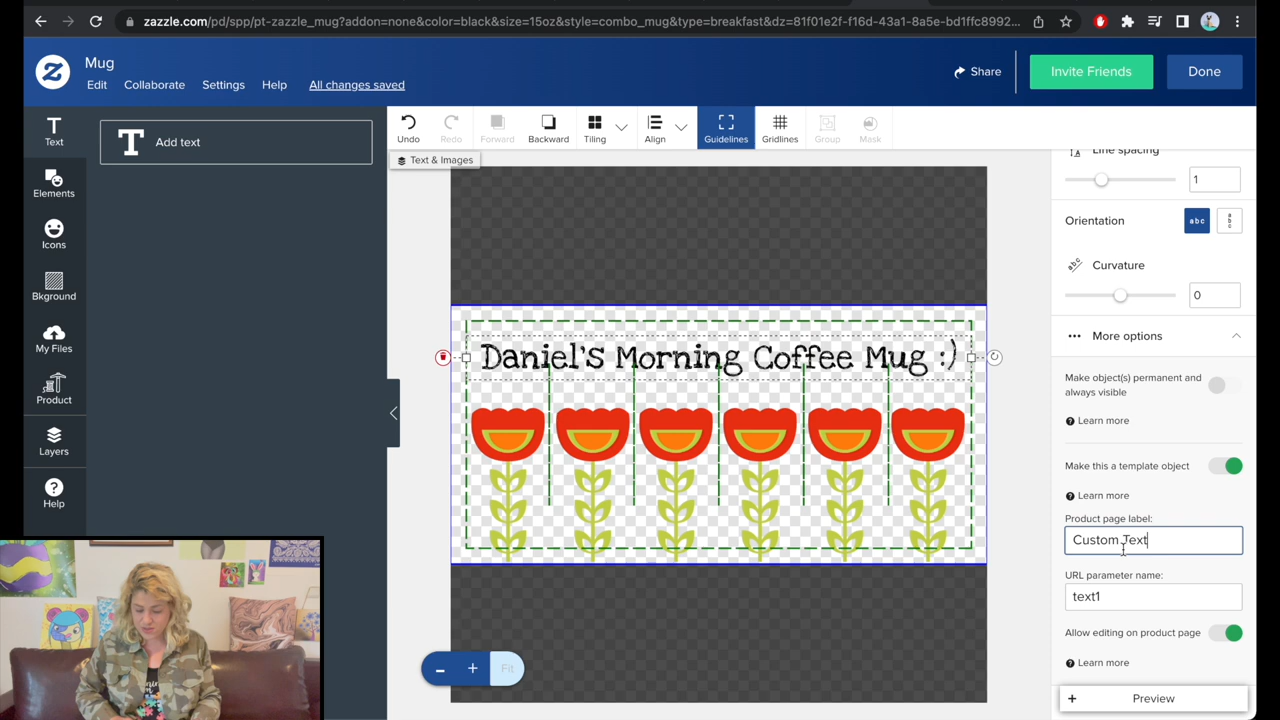 zazzle.com/pd/spp/pt-zazzle_mug?addon=none&color=black&size=15oz&style=combo_mug&type=breakfast&dz=81f01e2f-f16d-43a1-8a5e-bd1ffc8992...
Z
Mug
Edit Collaborate Settings Help All changes saved
Share
Invite Friends
Done
Text
T Add text
Elements
Icons
Bkground
My Files
Product
Layers
Help
Undo Redo Forward Backward Tiling Align Guidelines Gridlines Group Mask
Text & Images
Daniel's Morning Coffee Mug :)
- + Fit
Line spacing
1
Orientation abc abc
abc Curvature
0
More options
Make object(s) permanent and
always visible
? Learn more
Make this a template object
? Learn more
Product page label:
Custom Text
URL parameter name:
text1
Allow editing on product page
? Learn more
+ Preview